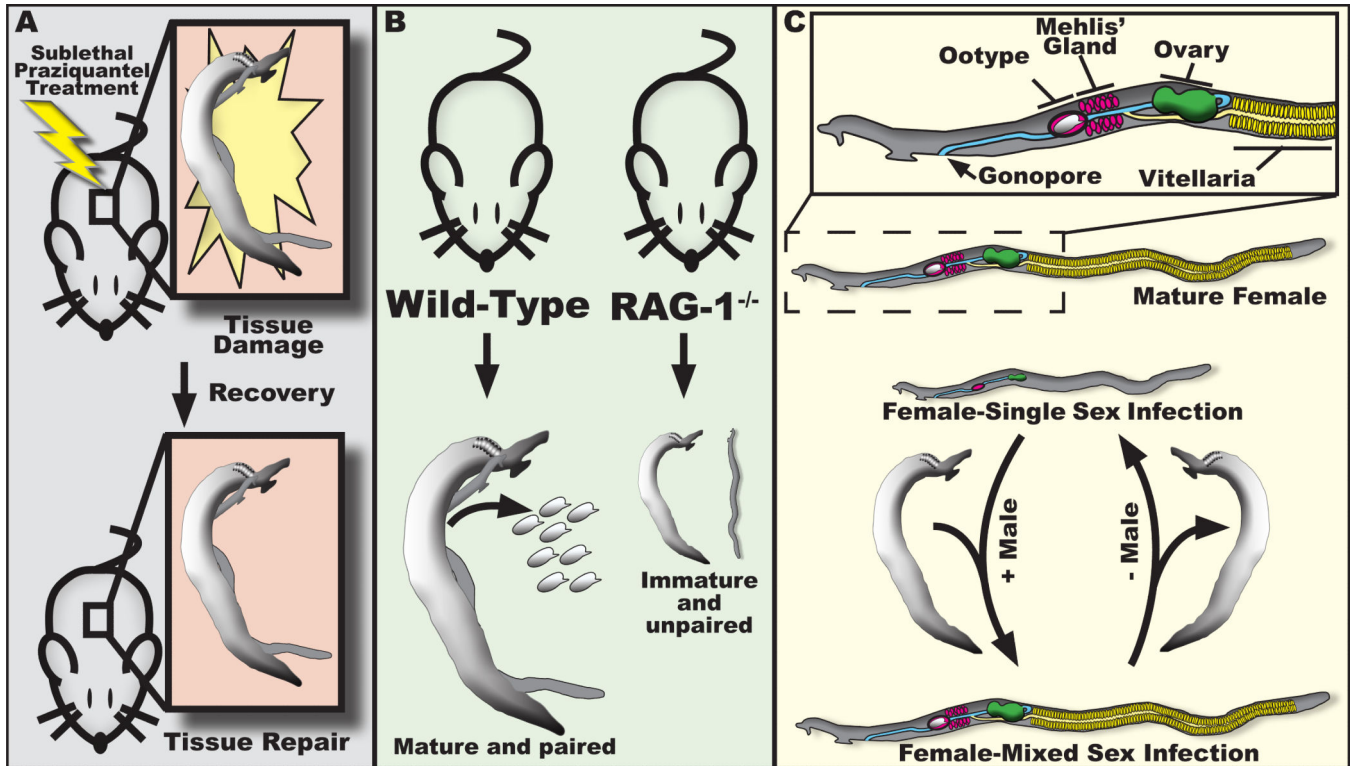 A
Sublethal
Praziquantel
Treatment
Tissue
Damage
Recovery
Tissue Repair
B
Wild-Type
RAG-1-/-
Mature and paired
Immature
and
unpaired
C
Mehlis'
Gland
Ootype
Ovary
Gonopore
Vitellaria
Mature Female
Female-Single Sex Infection
+ Male
- Male
Female-Mixed Sex Infection